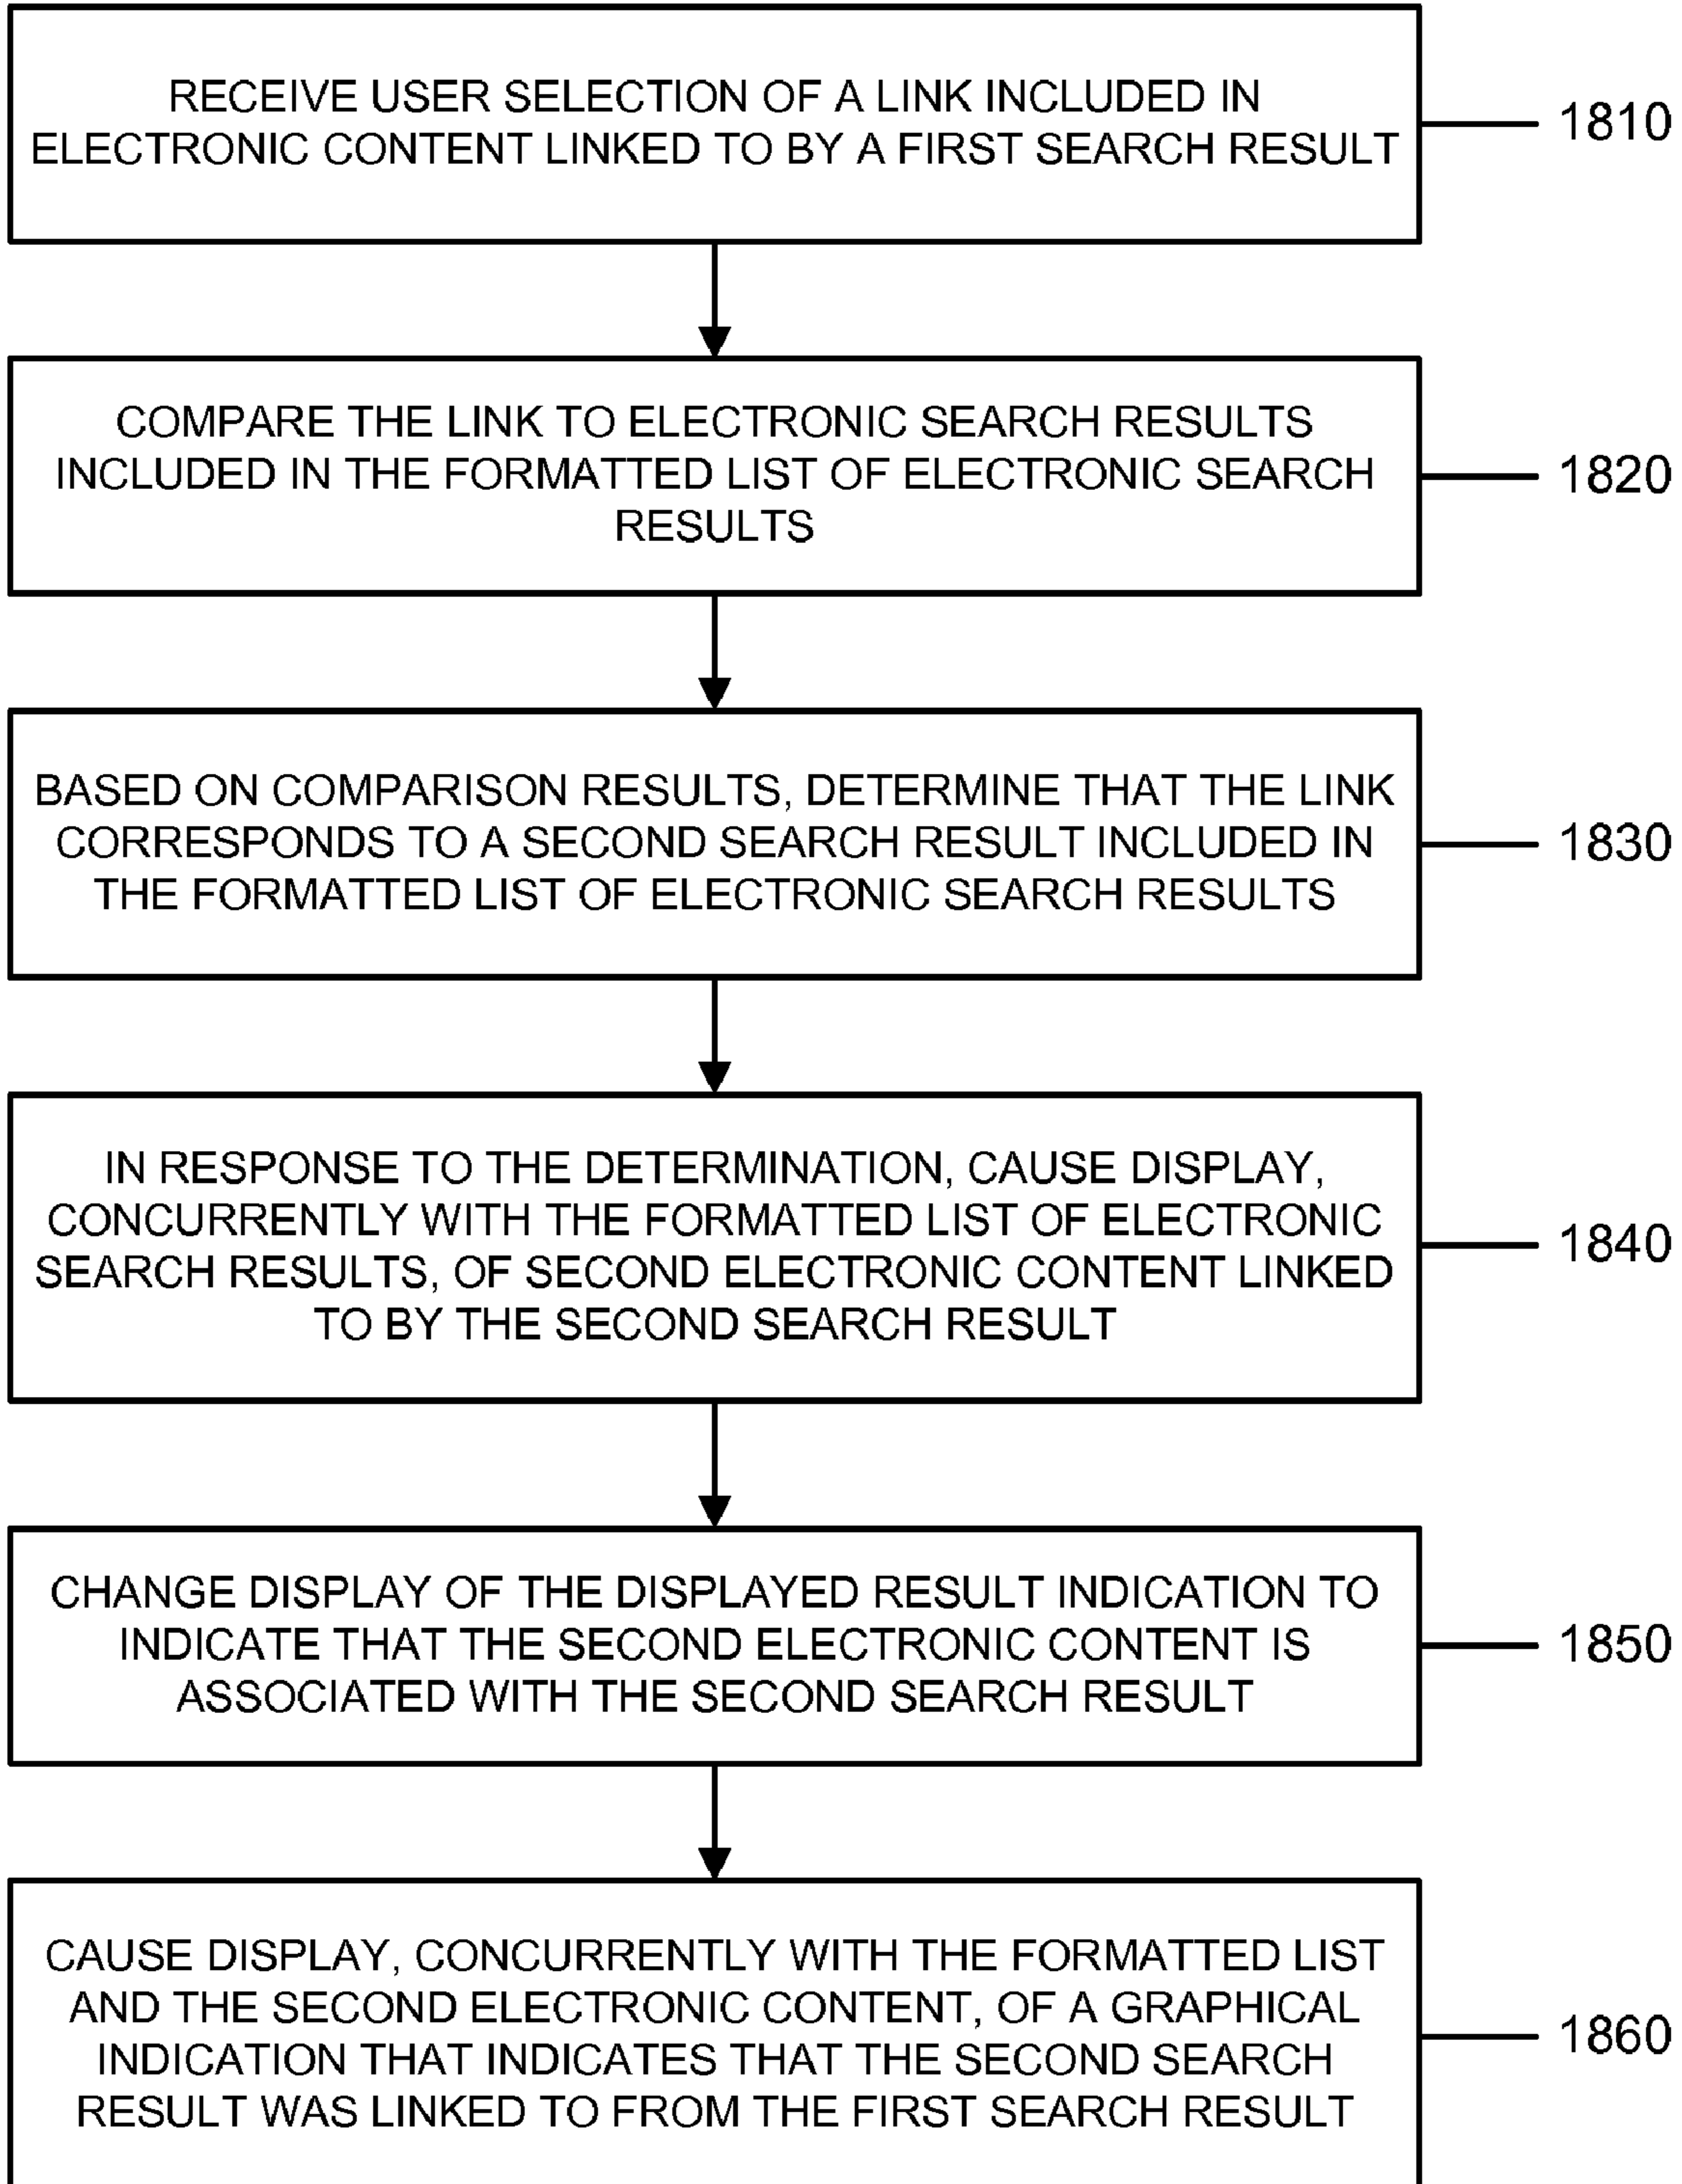 RECEIVE USER SELECTION OF A LINK INCLUDED IN
ELECTRONIC CONTENT LINKED TO BY A FIRST SEARCH RESULT
1810
COMPARE THE LINK TO ELECTRONIC SEARCH RESULTS
INCLUDED IN THE FORMATTED LIST OF ELECTRONIC SEARCH
RESULTS
1820
BASED ON COMPARISON RESULTS, DETERMINE THAT THE LINK
CORRESPONDS TO A SECOND SEARCH RESULT INCLUDED IN
THE FORMATTED LIST OF ELECTRONIC SEARCH RESULTS
1830
IN RESPONSE TO THE DETERMINATION, CAUSE DISPLAY,
CONCURRENTLY WITH THE FORMATTED LIST OF ELECTRONIC
SEARCH RESULTS, OF SECOND ELECTRONIC CONTENT LINKED
TO BY THE SECOND SEARCH RESULT
1840
CHANGE DISPLAY OF THE DISPLAYED RESULT INDICATION TO
INDICATE THAT THE SECOND ELECTRONIC CONTENT IS
ASSOCIATED WITH THE SECOND SEARCH RESULT
1850
CAUSE DISPLAY, CONCURRENTLY WITH THE FORMATTED LIST
AND THE SECOND ELECTRONIC CONTENT, OF A GRAPHICAL
INDICATION THAT INDICATES THAT THE SECOND SEARCH
RESULT WAS LINKED TO FROM THE FIRST SEARCH RESULT
1860